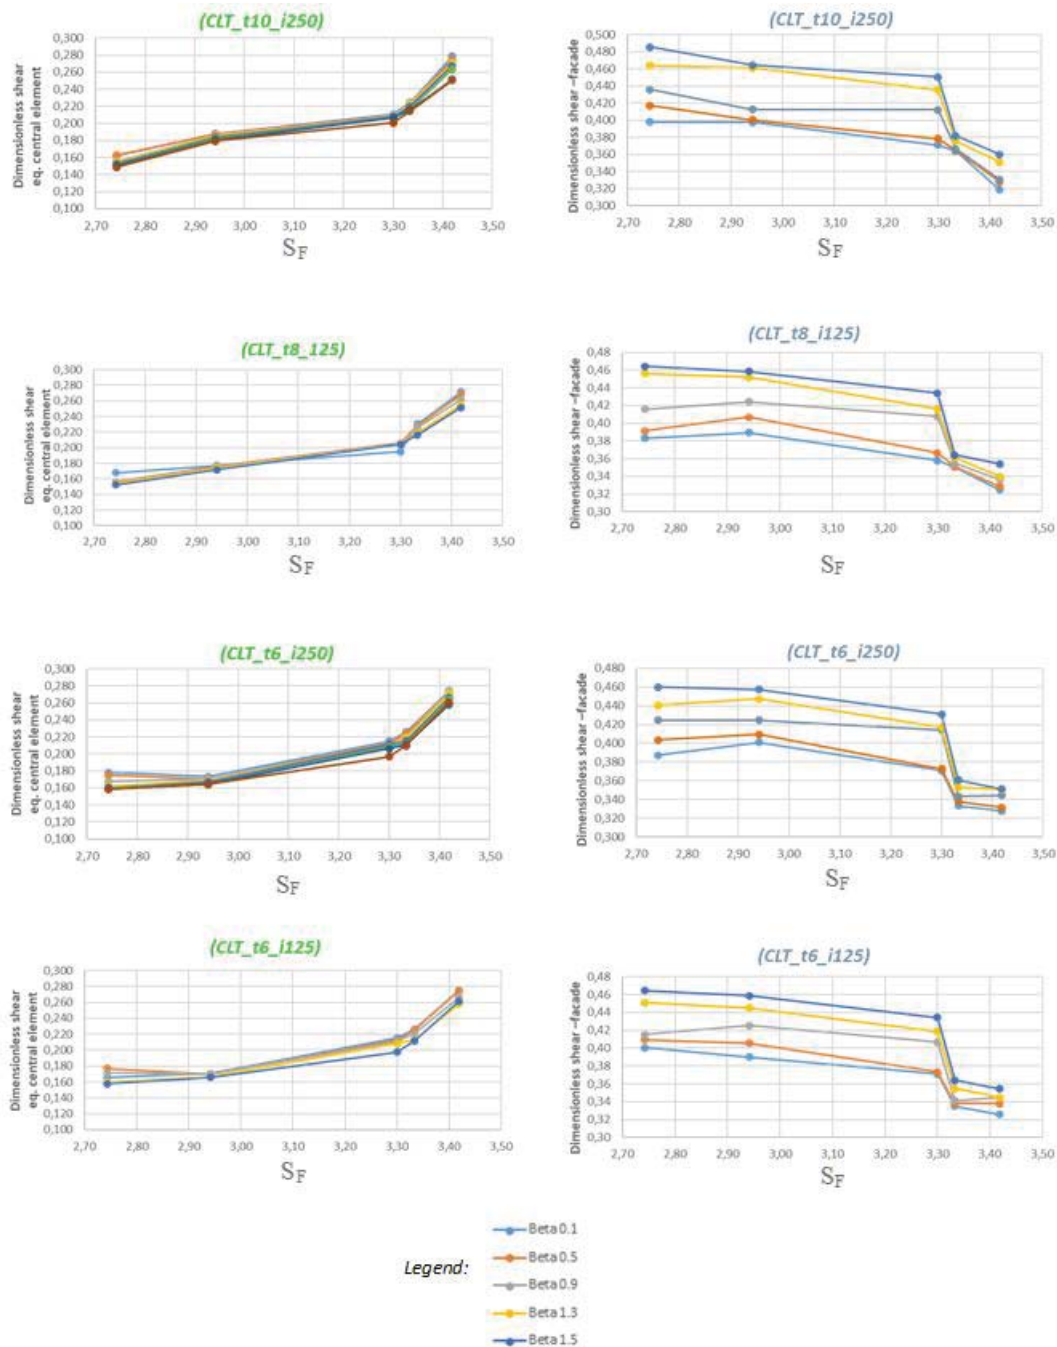 (CLT_t10_i250)
Dimensionless shear
eq. central element
0,300
0,280
0,260
0,240
0,220
0,200
0,180
0,160
0,140
0,120
0,100
2,70 2,80 2,90 3,00 3,10 3,20 3,30 3,40 3,50
S_F
(CLT_t10_i250)
Dimensionless shear –facade
0,500
0,480
0,460
0,440
0,420
0,400
0,380
0,360
0,340
0,320
0,300
2,70 2,80 2,90 3,00 3,10 3,20 3,30 3,40 3,50
S_F
(CLT_t8_125)
Dimensionless shear
eq. central element
0,300
0,280
0,260
0,240
0,220
0,200
0,180
0,160
0,140
0,120
0,100
2,70 2,80 2,90 3,00 3,10 3,20 3,30 3,40 3,50
S_F
(CLT_t8_i125)
Dimensionless shear –facade
0,48
0,46
0,44
0,42
0,40
0,38
0,36
0,34
0,32
0,30
2,70 2,80 2,90 3,00 3,10 3,20 3,30 3,40 3,50
S_F
(CLT_t6_i250)
Dimensionless shear
eq. central element
0,300
0,280
0,260
0,240
0,220
0,200
0,180
0,160
0,140
0,120
0,100
2,70 2,80 2,90 3,00 3,10 3,20 3,30 3,40 3,50
S_F
(CLT_t6_i250)
Dimensionless shear –facade
0,480
0,460
0,440
0,420
0,400
0,380
0,360
0,340
0,320
0,300
2,70 2,80 2,90 3,00 3,10 3,20 3,30 3,40 3,50
S_F
(CLT_t6_i125)
Dimensionless shear
eq. central element
0,300
0,280
0,260
0,240
0,220
0,200
0,180
0,160
0,140
0,120
0,100
2,70 2,80 2,90 3,00 3,10 3,20 3,30 3,40 3,50
S_F
(CLT_t6_i125)
Dimensionless shear –facade
0,48
0,46
0,44
0,42
0,40
0,38
0,36
0,34
0,32
0,30
2,70 2,80 2,90 3,00 3,10 3,20 3,30 3,40 3,50
S_F
Legend:
Beta 0.1
Beta 0.5
Beta 0.9
Beta 1.3
Beta 1.5